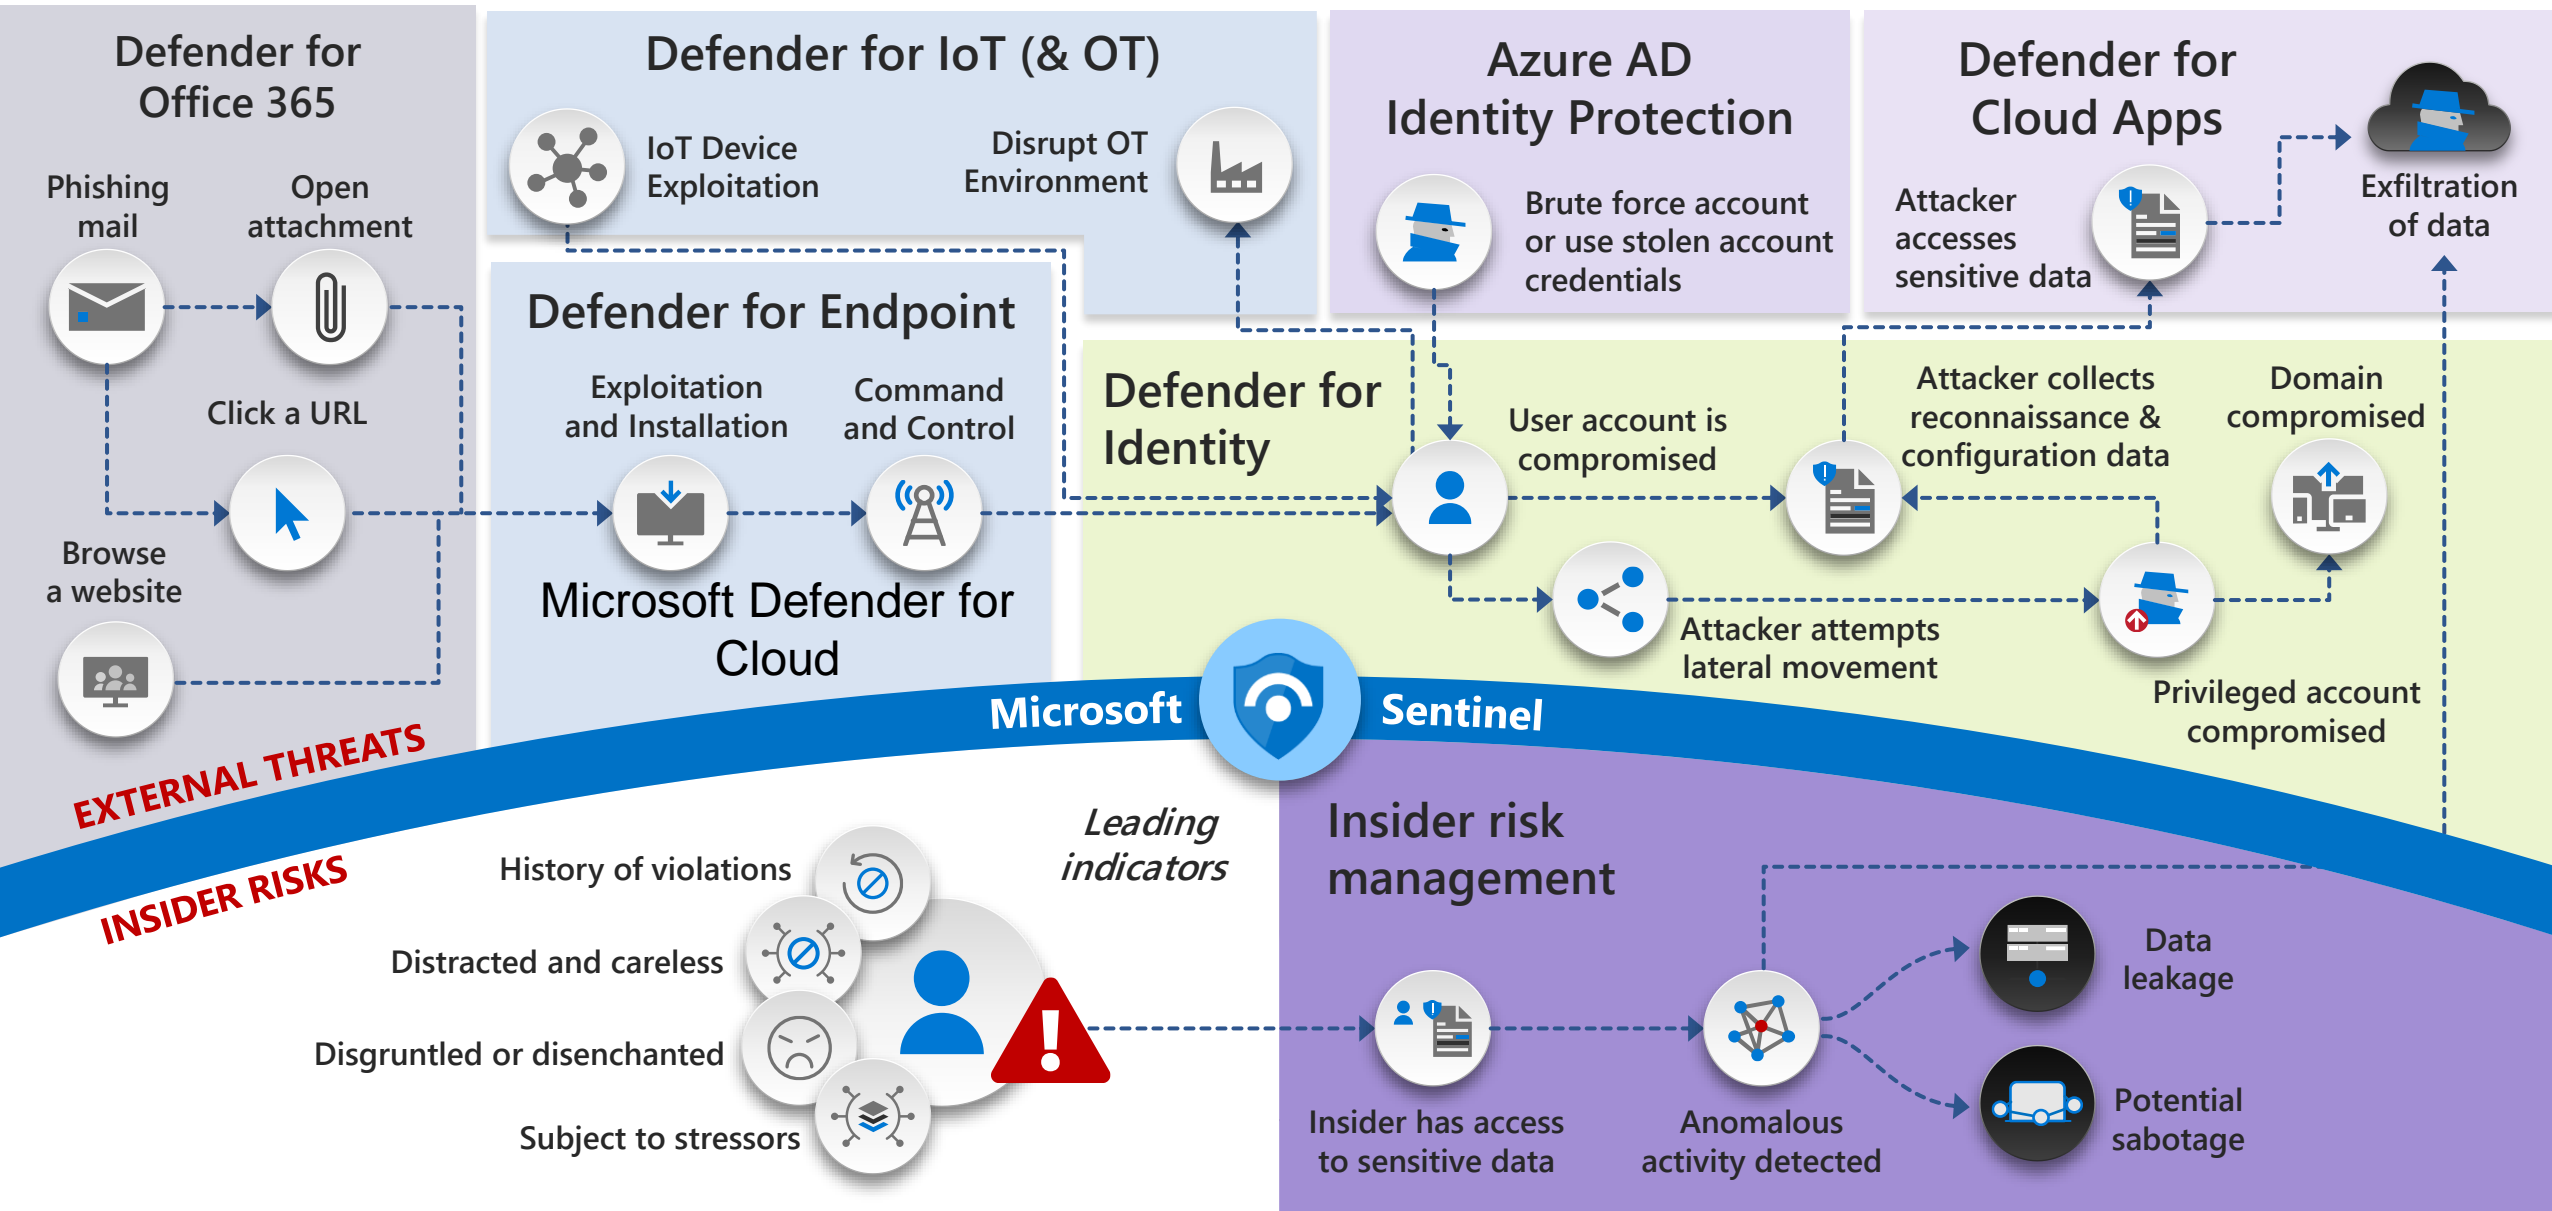 Defender for
Office 365
Phishing
mail
Open
attachment
Click a URL
Browse
a website
EXTERNAL THREATS
Defender for IoT (& OT)
IoT Device
Exploitation
Disrupt OT
Environment
Defender for Endpoint
Exploitation
and Installation
Command
and Control
Microsoft Defender for
Cloud
Azure AD
Identity Protection
Brute force account
or use stolen account
credentials
Defender for
Cloud Apps
Attacker
accesses
sensitive data
Exfiltration
of data
Defender for
Identity
User account is
compromised
Attacker collects
reconnaissance &
configuration data
Domain
compromised
Attacker attempts
lateral movement
Privileged account
compromised
Microsoft Sentinel
INSIDER RISKS
Leading
indicators
History of violations
Distracted and careless
Disgruntled or disenchanted
Subject to stressors
Insider risk
management
Insider has access
to sensitive data
Anomalous
activity detected
Data
leakage
Potential
sabotage